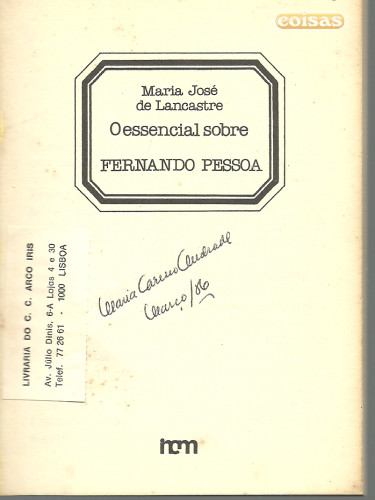 coisas
Maria José
de Lancastre
O essencial sobre
FERNANDO PESSOA
LIVRARIA DO C. C. ARCO IRIS
Av. Júlio Dinis, 6-A Lojas 4 e 30
Telef. 77 26 61 - 1000 LISBOA
Maria Carmo Andrade
Março/86
incm